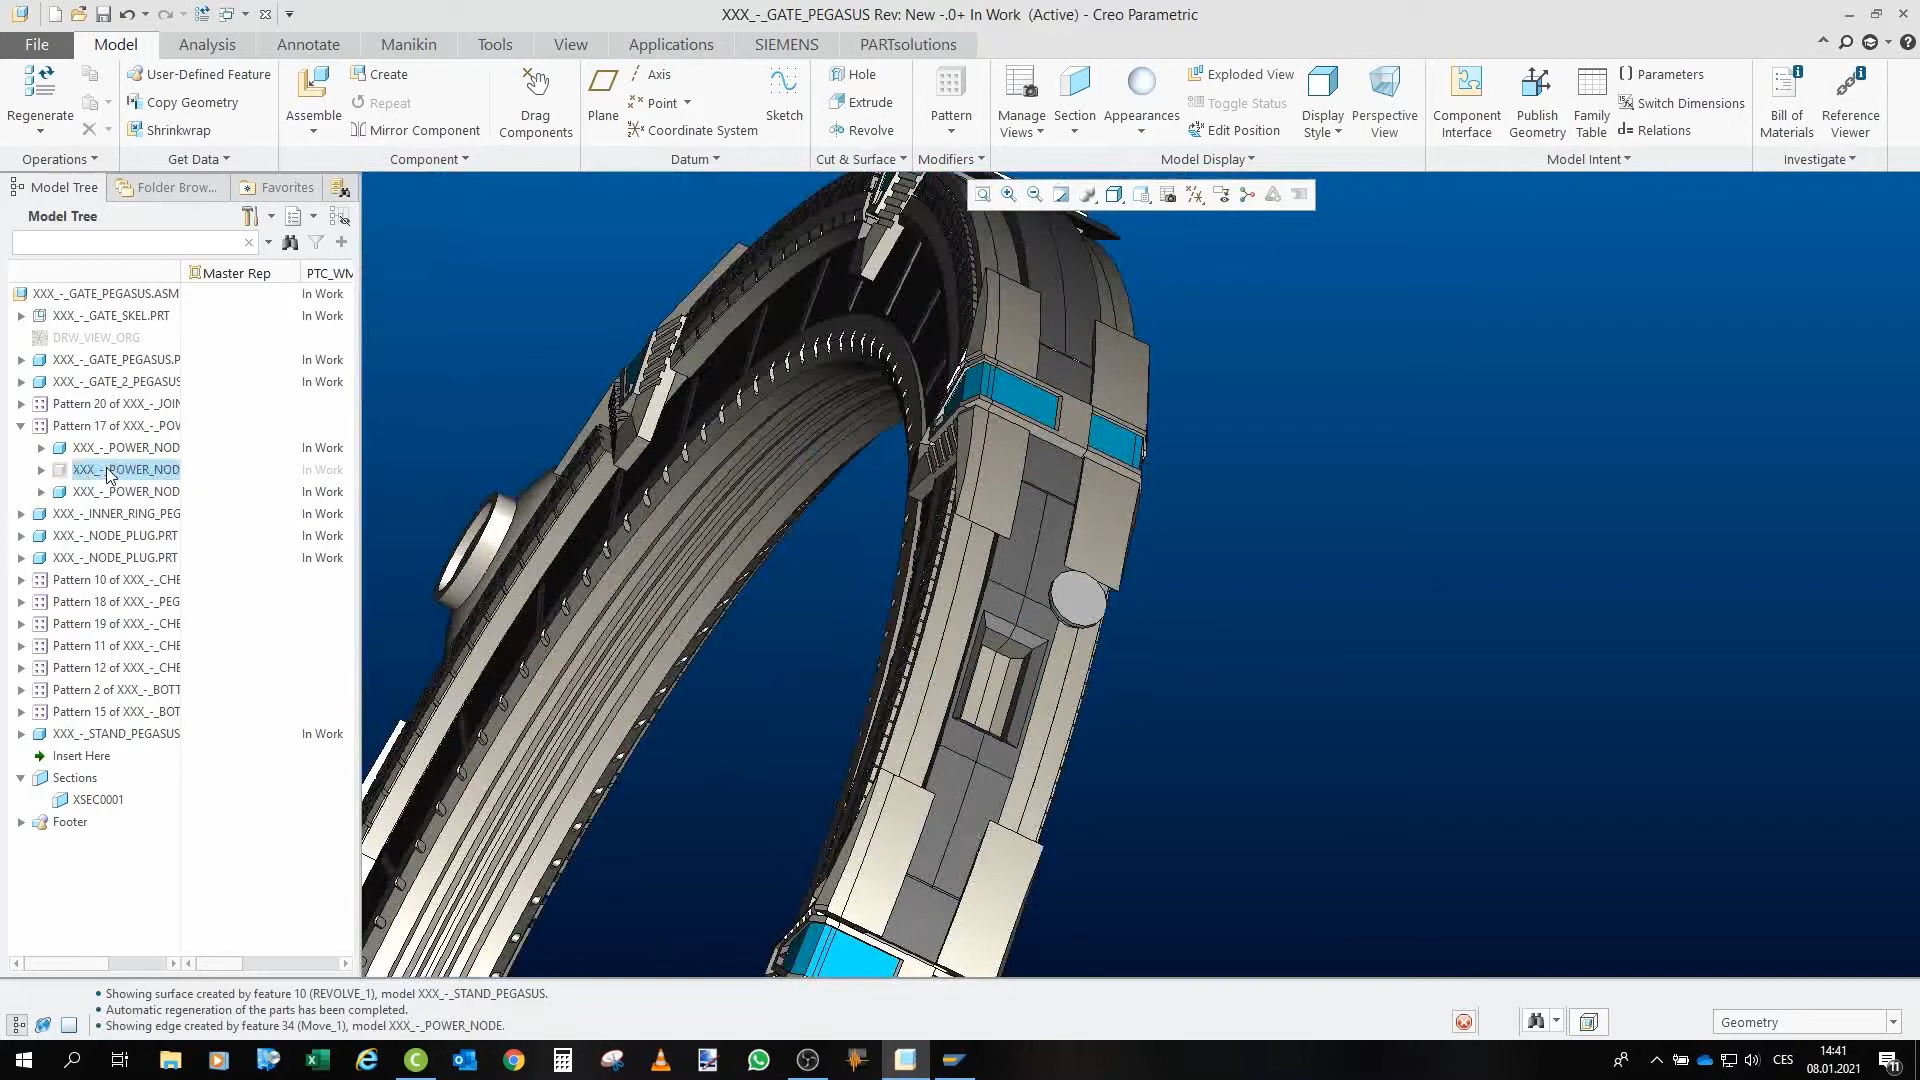 XXX_-_GATE_PEGASUS Rev: New -.0+ In Work (Active) - Creo Parametric
File Model Analysis Annotate Manikin Tools View Applications SIEMENS PARTsolutions
Regenerate
Operations
User-Defined Feature
Copy Geometry
Shrinkwrap
Get Data
Assemble
Create
Repeat
Mirror Component
Drag Components
Component
Plane
Axis
Point
Coordinate System
Sketch
Datum
Hole
Extrude
Revolve
Cut & Surface
Pattern
Modifiers
Manage Views
Section
Appearances
Exploded View
Toggle Status
Edit Position
Display Style
Perspective View
Model Display
Component Interface
Publish Geometry
Family Table
Parameters
Switch Dimensions
Relations
Model Intent
Bill of Materials
Reference Viewer
Investigate
Model Tree Folder Brow... Favorites
Model Tree
Master Rep PTC_WM
XXX_-_GATE_PEGASUS.ASM In Work
XXX_-_GATE_SKEL.PRT In Work
DRW_VIEW_ORG
XXX_-_GATE_PEGASUS.P In Work
XXX_-_GATE_2_PEGASUS In Work
Pattern 20 of XXX_-_JOIN
Pattern 17 of XXX_-_POW
XXX_-_POWER_NOD In Work
XXX_-_POWER_NOD In Work
XXX_-_POWER_NOD In Work
XXX_-_INNER_RING_PEG In Work
XXX_-_NODE_PLUG.PRT In Work
XXX_-_NODE_PLUG.PRT In Work
Pattern 10 of XXX_-_CHE
Pattern 18 of XXX_-_PEG
Pattern 19 of XXX_-_CHE
Pattern 11 of XXX_-_CHE
Pattern 12 of XXX_-_CHE
Pattern 2 of XXX_-_BOTT
Pattern 15 of XXX_-_BOT
XXX_-_STAND_PEGASUS In Work
Insert Here
Sections
XSEC0001
Footer
• Showing surface created by feature 10 (REVOLVE_1), model XXX_-_STAND_PEGASUS.
• Automatic regeneration of the parts has been completed.
• Showing edge created by feature 34 (Move_1), model XXX_-_POWER_NODE.
Geometry
CES
14:41
08.01.2021
11